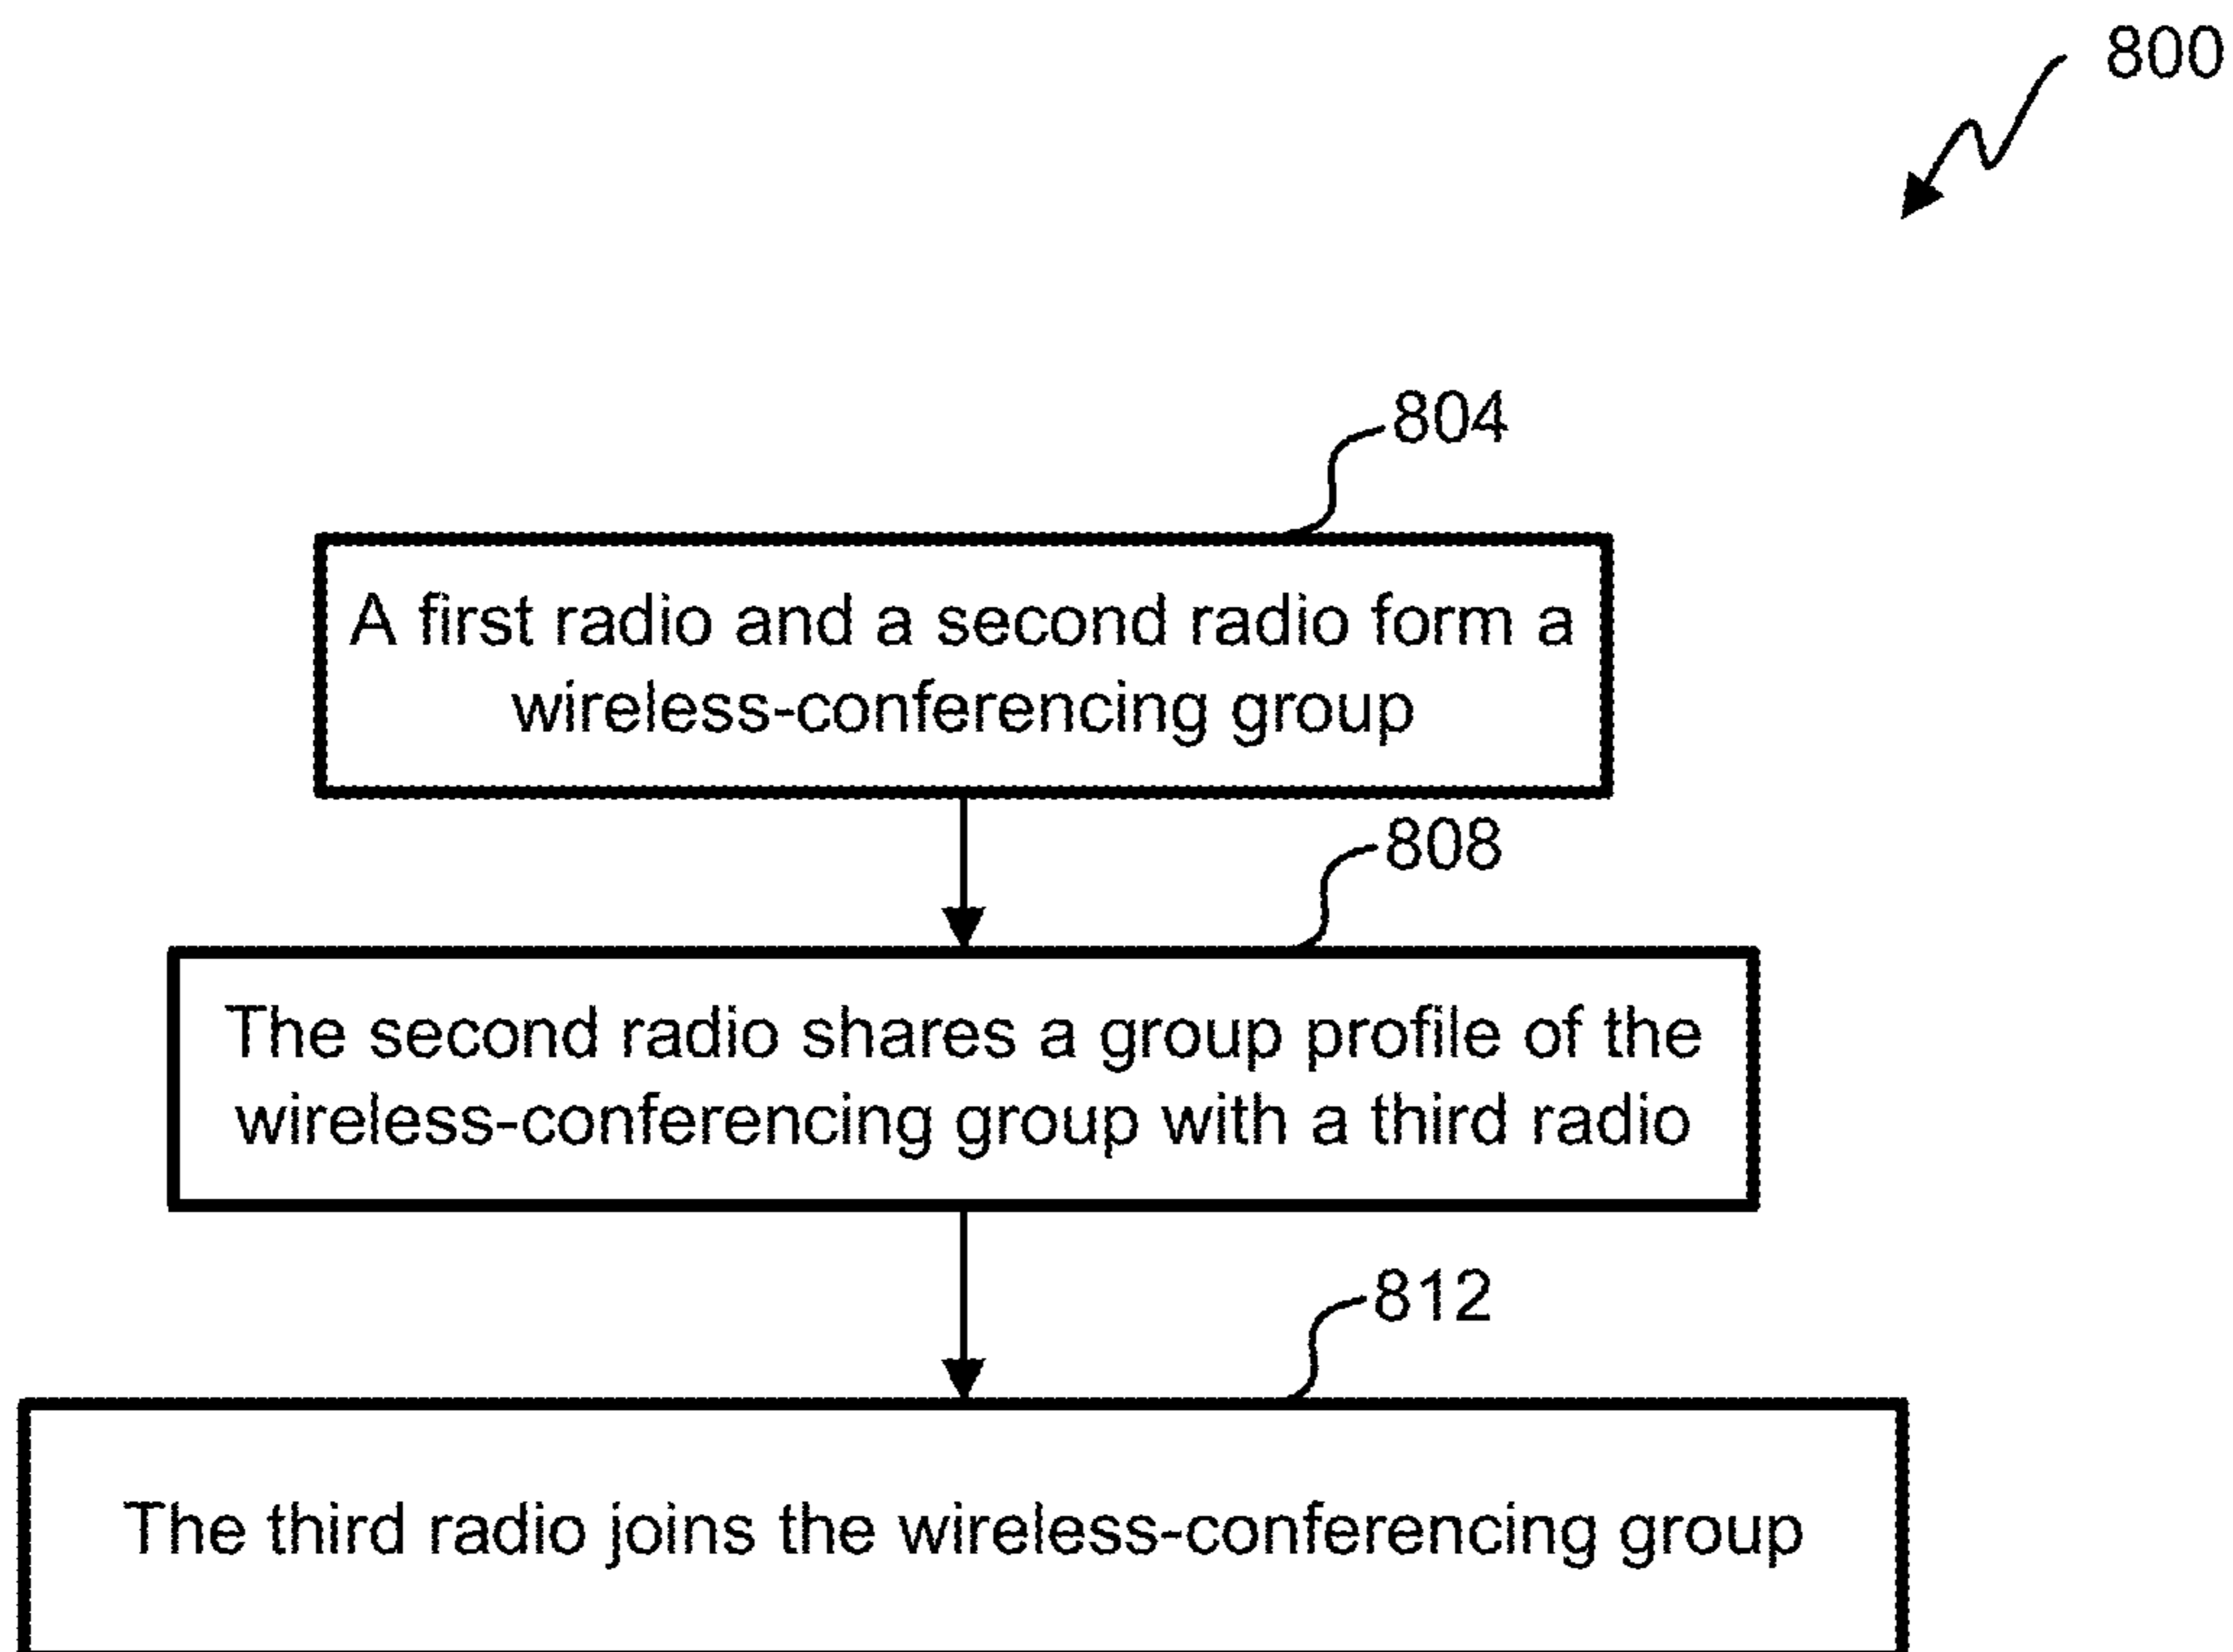 800
804
A first radio and a second radio form a
wireless-conferencing group
808
The second radio shares a group profile of the
wireless-conferencing group with a third radio
812
The third radio joins the wireless-conferencing group